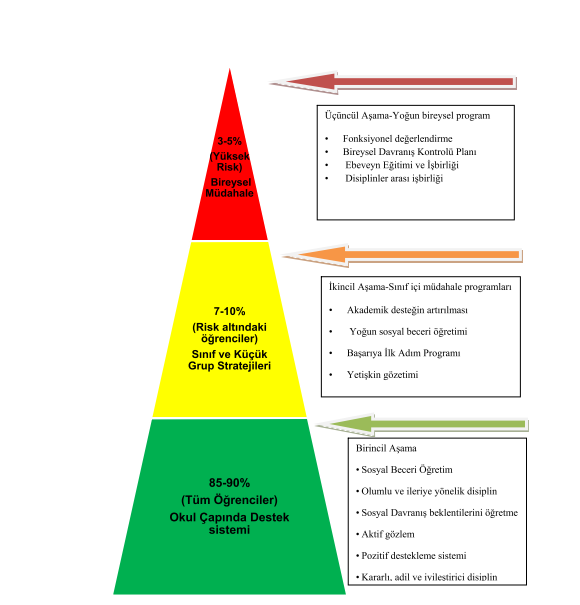 3-5%
(Yüksek
Risk)
Bireysel
Müdahale
Üçüncül Aşama-Yoğun bireysel program
• Fonksiyonel değerlendirme
• Bireysel Davranış Kontrolü Planı
• Ebeveyn Eğitimi ve İşbirliği
• Disiplinler arası işbirliği
7-10%
(Risk altındaki
öğrenciler)
Sınıf ve Küçük
Grup Stratejileri
İkincil Aşama-Sınıf içi müdahale programları
• Akademik desteğin artırılması
• Yoğun sosyal beceri öğretimi
• Başarıya İlk Adım Programı
• Yetişkin gözetimi
85-90%
(Tüm Öğrenciler)
Okul Çapında Destek
sistemi
Birincil Aşama
• Sosyal Beceri Öğretim
• Olumlu ve ileriye yönelik disiplin
• Sosyal Davranış beklentilerini öğretme
• Aktif gözlem
• Pozitif destekleme sistemi
• Kararlı, adil ve iyileştirici disiplin